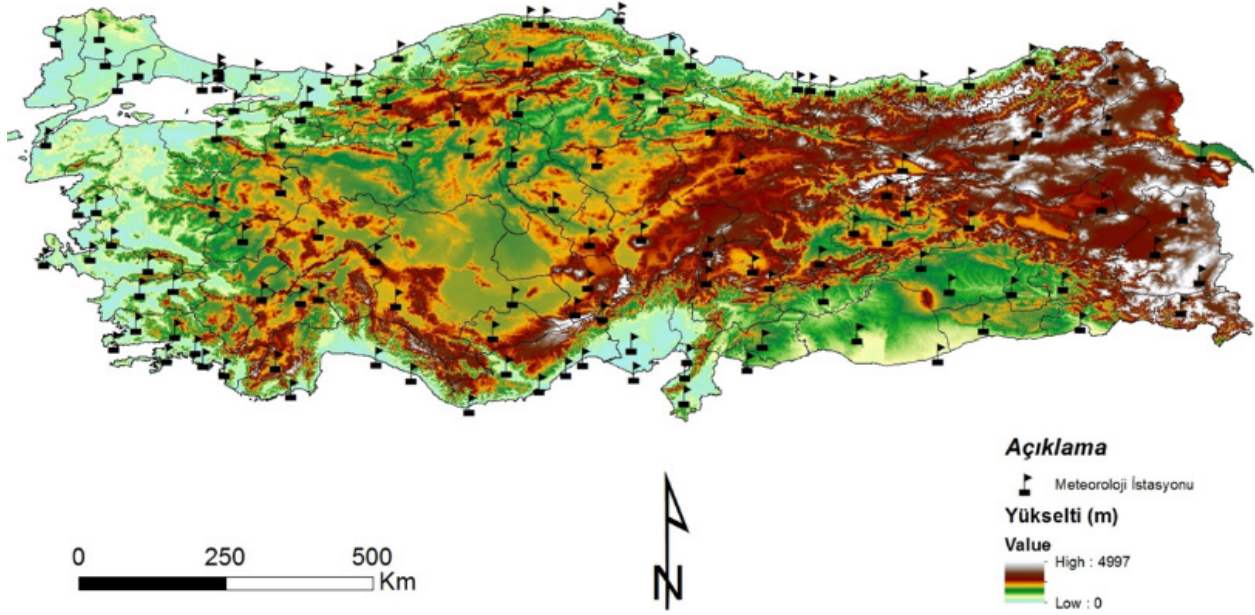 Açıklama
Meteoroloji İstasyonu
Yükselti (m)
Value
High : 4997
Low : 0
0 250 500
Km
N